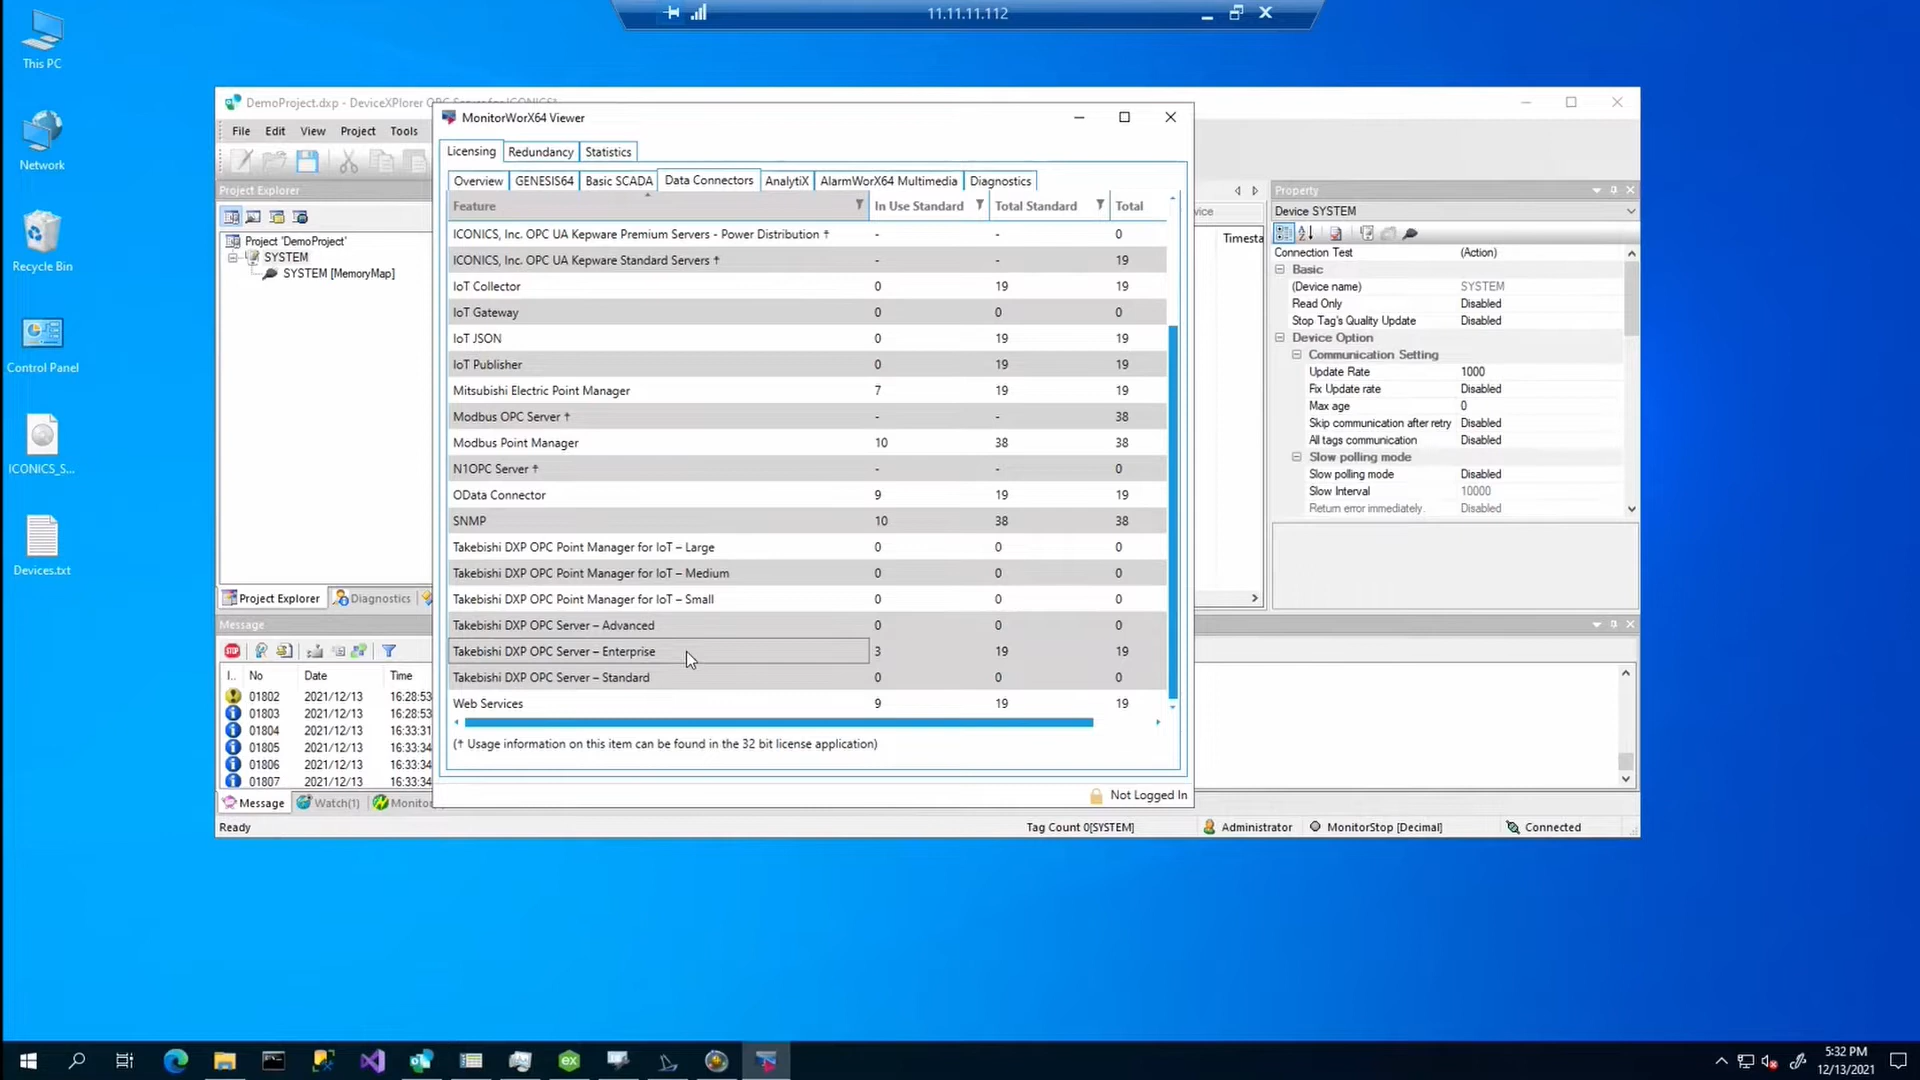 11.11.11.112
This PC
Network
Recycle Bin
Control Panel
ICONICS_S...
Devices.txt
DemoProject.dxp - DeviceXPlorer
File Edit View Project Tools
Project Explorer
Project 'DemoProject'
SYSTEM
SYSTEM [MemoryMap]
Project Explorer Diagnostics
MonitorWorX64 Viewer
Licensing Redundancy Statistics
Overview GENESIS64 Basic SCADA Data Connectors AnalytiX AlarmWorX64 Multimedia Diagnostics
Feature In Use Standard Total Standard Total
ICONICS, Inc. OPC UA Kepware Premium Servers - Power Distribution † - - 0
ICONICS, Inc. OPC UA Kepware Standard Servers † - - 19
IoT Collector 0 19 19
IoT Gateway 0 0 0
IoT JSON 0 19 19
IoT Publisher 0 19 19
Mitsubishi Electric Point Manager 7 19 19
Modbus OPC Server † - - 38
Modbus Point Manager 10 38 38
N1OPC Server † - - 0
OData Connector 9 19 19
SNMP 10 38 38
Takebishi DXP OPC Point Manager for IoT – Large 0 0 0
Takebishi DXP OPC Point Manager for IoT – Medium 0 0 0
Takebishi DXP OPC Point Manager for IoT – Small 0 0 0
Takebishi DXP OPC Server – Advanced 0 0 0
Takebishi DXP OPC Server – Enterprise 3 19 19
Takebishi DXP OPC Server – Standard 0 0 0
Web Services 9 19 19
(† Usage information on this item can be found in the 32 bit license application)
Not Logged In
vice
Timesta
Property
Device SYSTEM
Connection Test (Action)
Basic
(Device name) SYSTEM
Read Only Disabled
Stop Tag's Quality Update Disabled
Device Option
Communication Setting
Update Rate 1000
Fix Update rate Disabled
Max age 0
Skip communication after retry Disabled
All tags communication Disabled
Slow polling mode
Slow polling mode Disabled
Slow Interval 10000
Return error immediately. Disabled
Message
STOP
I.. No Date Time
01802 2021/12/13 16:28:53
01803 2021/12/13 16:28:53
01804 2021/12/13 16:33:31
01805 2021/12/13 16:33:34
01806 2021/12/13 16:33:34
01807 2021/12/13 16:33:34
Message Watch(1) Monitor
Ready Tag Count 0[SYSTEM] Administrator MonitorStop [Decimal] Connected
5:32 PM
12/13/2021